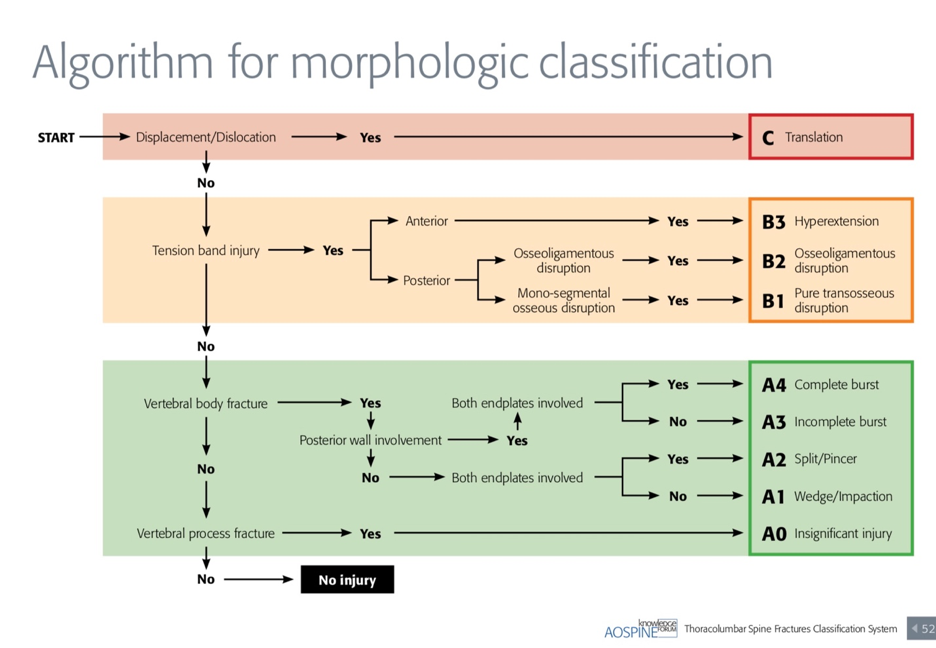 Algorithm for morphologic classification
START
Displacement/Dislocation
Yes
C Translation
No
Tension band injury
Yes
Anterior
Yes
B3 Hyperextension
Posterior
Osseoligamentous
disruption
Yes
B2 Osseoligamentous
disruption
Mono-segmental
osseous disruption
Yes
B1 Pure transosseous
disruption
No
Vertebral body fracture
Yes
Both endplates involved
Yes
A4 Complete burst
No
A3 Incomplete burst
Posterior wall involvement
Yes
No
Both endplates involved
Yes
A2 Split/Pincer
No
A1 Wedge/Impaction
No
Vertebral process fracture
Yes
A0 Insignificant injury
No
No injury
AOSPINE knowledge
FORUM
Thoracolumbar Spine Fractures Classification System
52